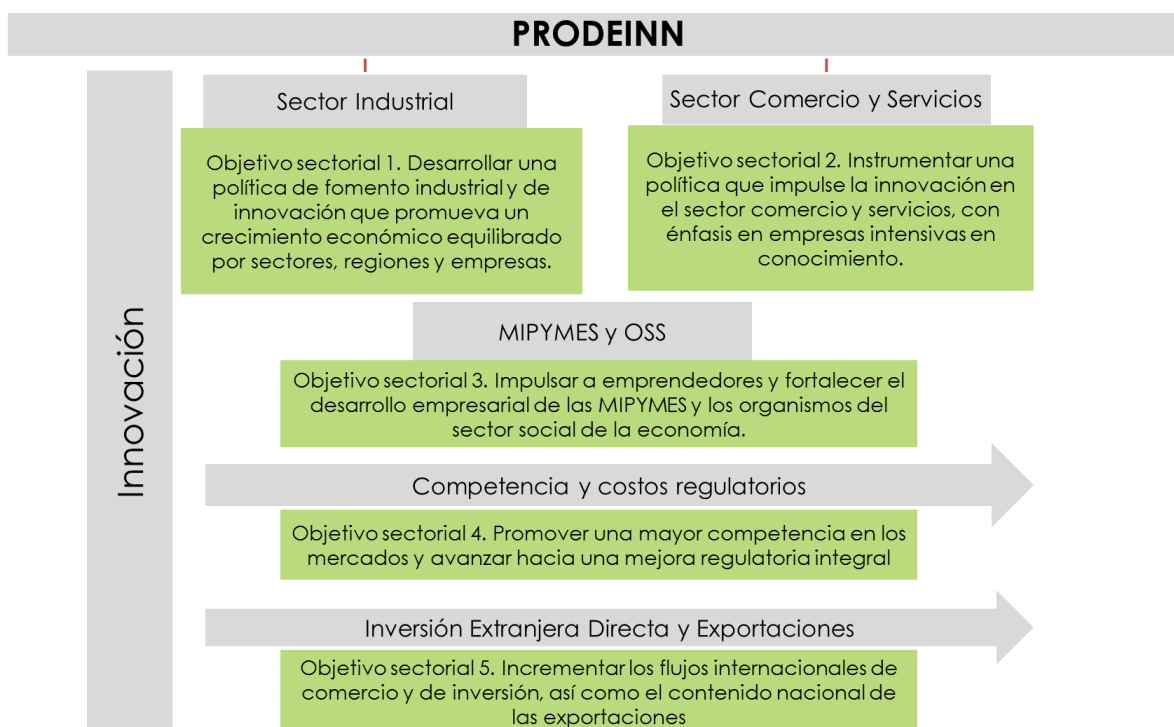 PRODEINN
Innovación
Sector Industrial
Objetivo sectorial 1. Desarrollar una
política de fomento industrial y de
innovación que promueva un
crecimiento económico equilibrado
por sectores, regiones y empresas.
Sector Comercio y Servicios
Objetivo sectorial 2. Instrumentar una
política que impulse la innovación en
el sector comercio y servicios, con
énfasis en empresas intensivas en
conocimiento.
MIPYMES y OSS
Objetivo sectorial 3. Impulsar a emprendedores y fortalecer el
desarrollo empresarial de las MIPYMES y los organismos del
sector social de la economía.
Competencia y costos regulatorios
Objetivo sectorial 4. Promover una mayor competencia en los
mercados y avanzar hacia una mejora regulatoria integral
Inversión Extranjera Directa y Exportaciones
Objetivo sectorial 5. Incrementar los flujos internacionales de
comercio y de inversión, así como el contenido nacional de
las exportaciones